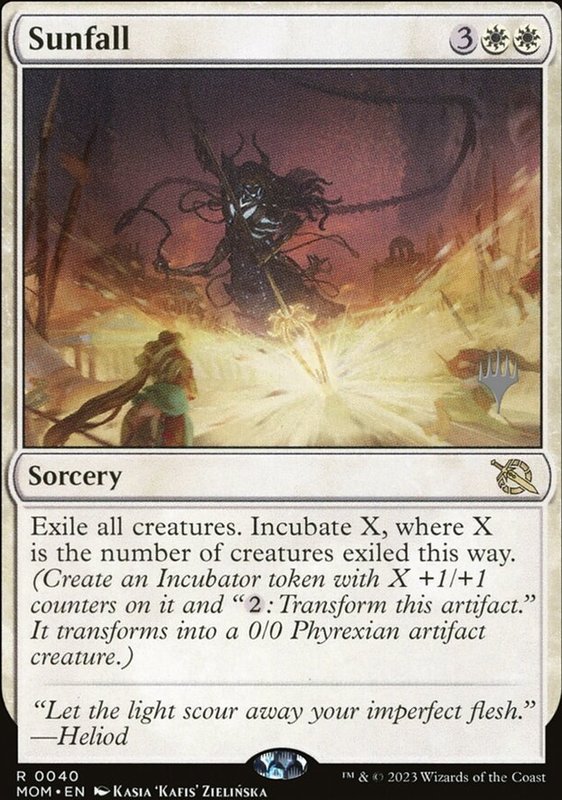 Sunfall 3
Sorcery
Exile all creatures. Incubate X, where X
is the number of creatures exiled this way.
(Create an Incubator token with X +1/+1
counters on it and “2: Transform this artifact.”
It transforms into a 0/0 Phyrexian artifact
creature.)
“Let the light scour away your imperfect flesh.”
—Heliod
R 0040
MOM • EN Kasia ‘Kafis’ Zielińska
™ & © 2023 Wizards of the Coast